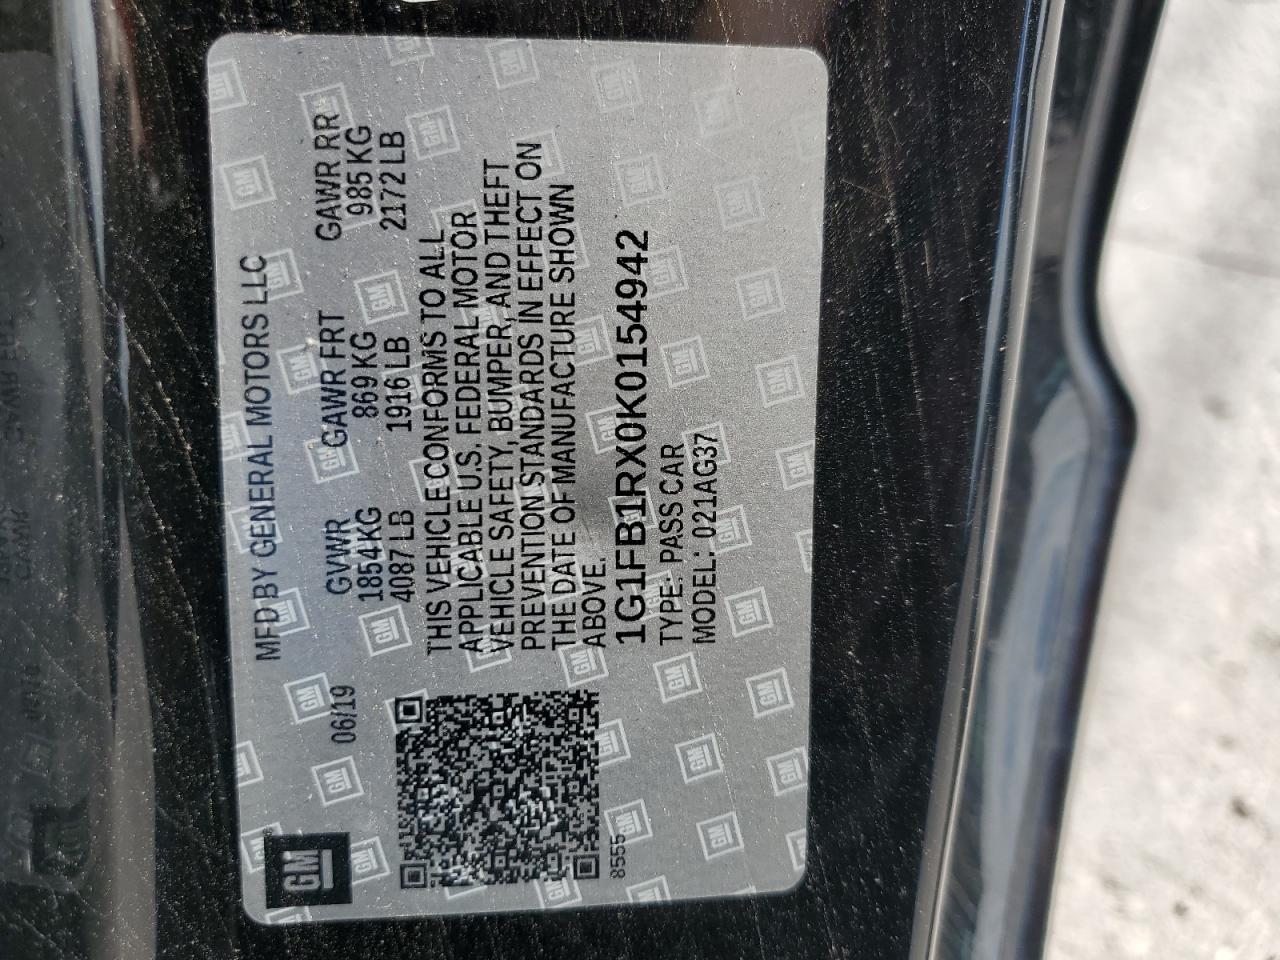 GM
MFD BY GENERAL MOTORS LLC
06/19
GVWR GAWR FRT GAWR RR
1854 KG 869 KG 985 KG
4087 LB 1916 LB 2172 LB
THIS VEHICLE CONFORMS TO ALL
APPLICABLE U.S. FEDERAL MOTOR
VEHICLE SAFETY, BUMPER, AND THEFT
PREVENTION STANDARDS IN EFFECT ON
THE DATE OF MANUFACTURE SHOWN
ABOVE.
8555
1G1FB1RX0K0154942
TYPE: PASS CAR
MODEL: 021AG37